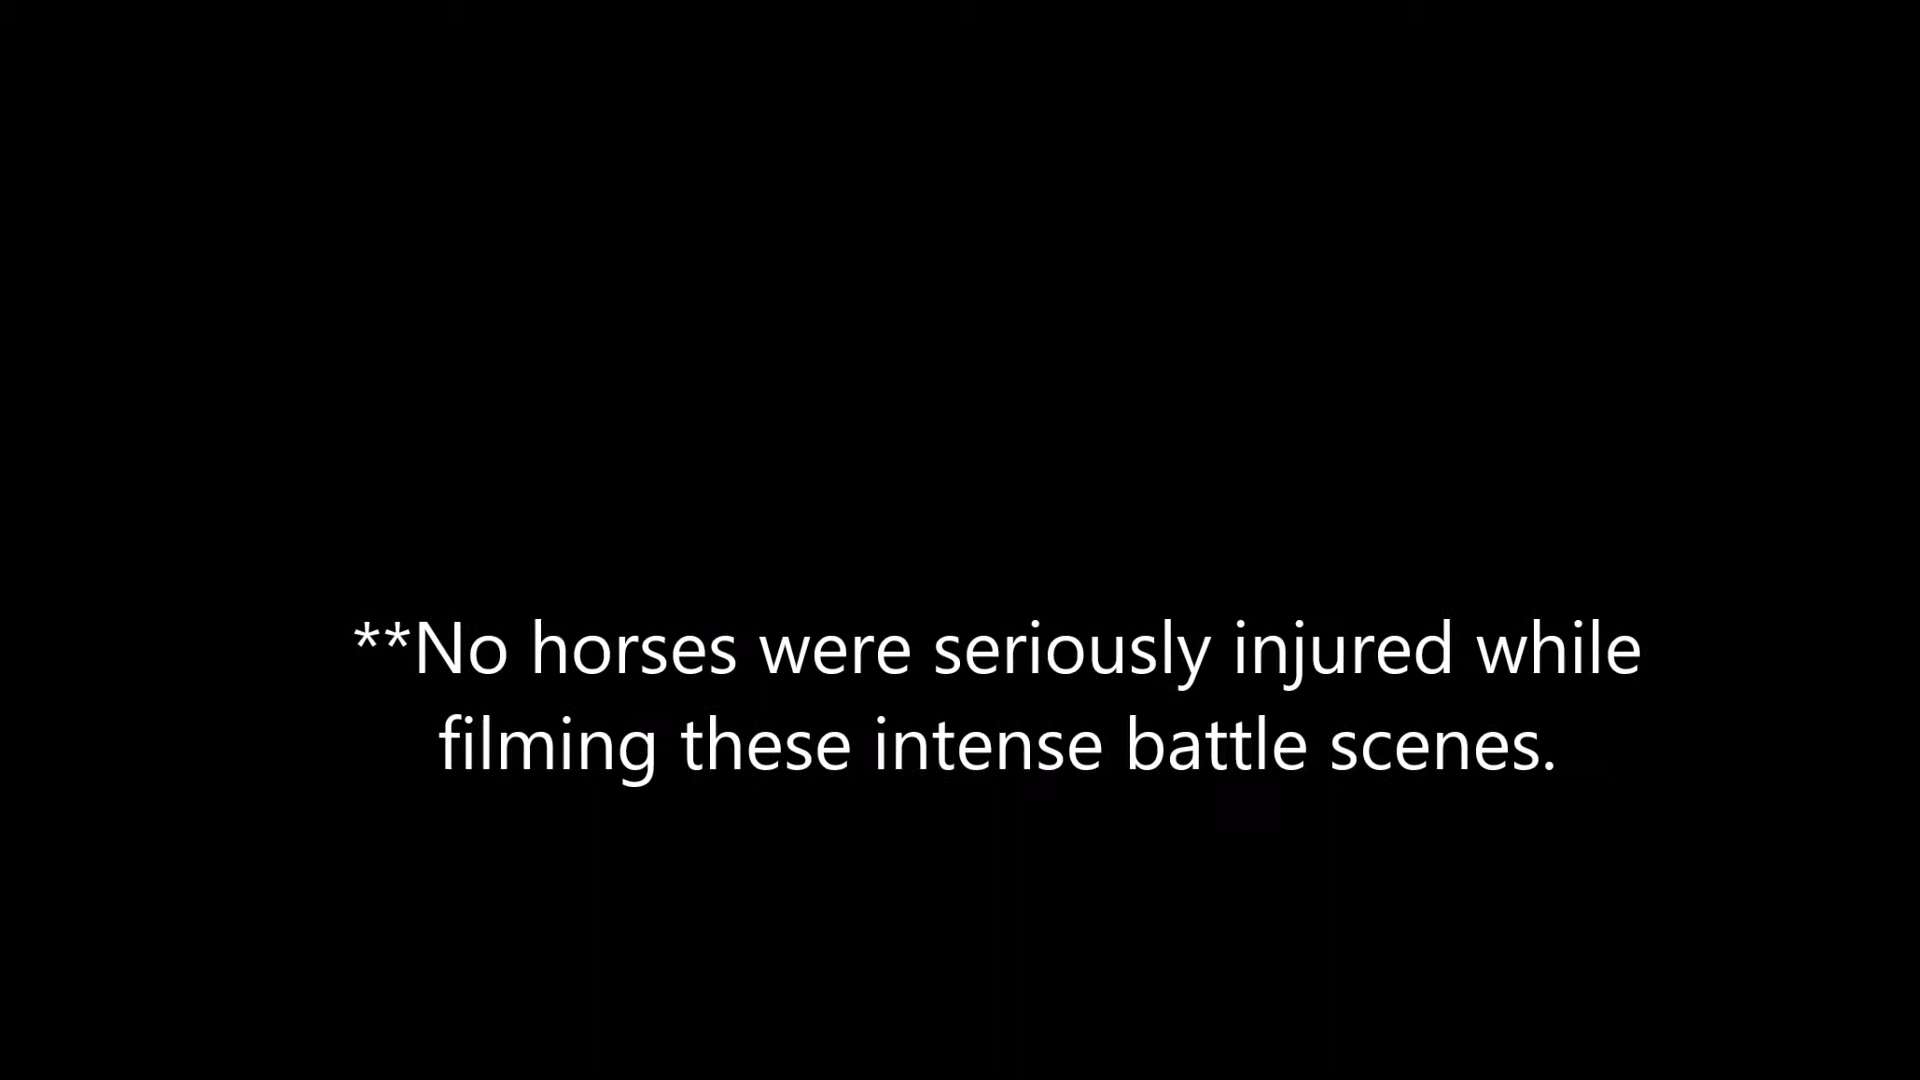 **No horses were seriously injured while
filming these intense battle scenes.